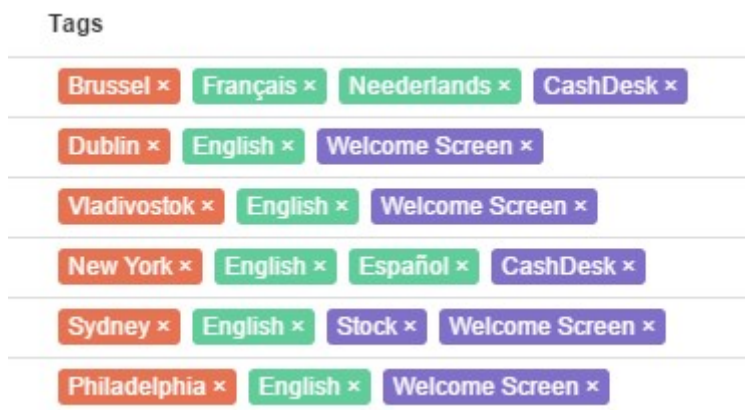 Tags
Brussel × Français × Neederlands × CashDesk ×
Dublin × English × Welcome Screen ×
Vladivostok × English × Welcome Screen ×
New York × English × Español × CashDesk ×
Sydney × English × Stock × Welcome Screen ×
Philadelphia × English × Welcome Screen ×